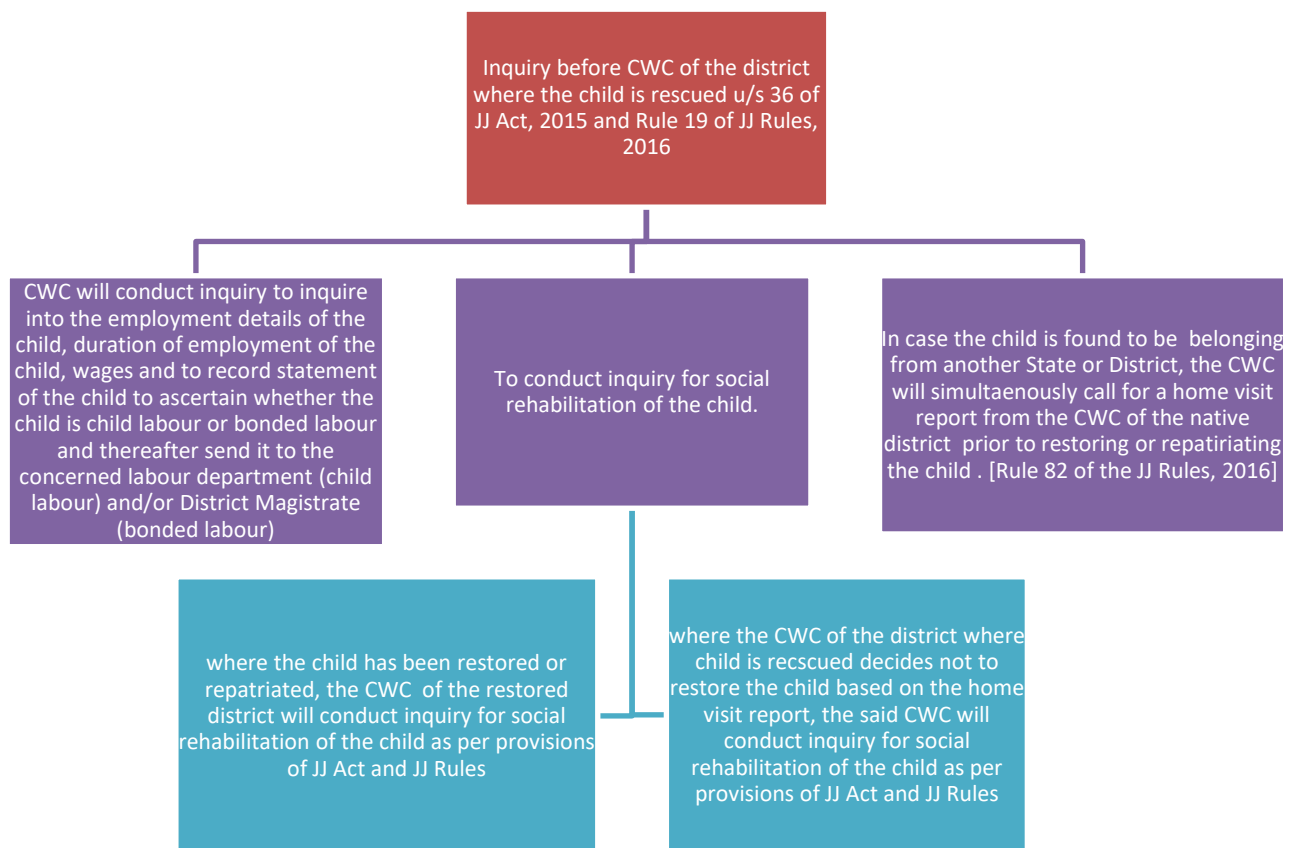 Inquiry before CWC of the district
where the child is rescued u/s 36 of
JJ Act, 2015 and Rule 19 of JJ Rules,
2016
CWC will conduct inquiry to inquire
into the employment details of the
child, duration of employment of the
child, wages and to record statement
of the child to ascertain whether the
child is child labour or bonded labour
and thereafter send it to the
concerned labour department (child
labour) and/or District Magistrate
(bonded labour)
To conduct inquiry for social
rehabilitation of the child.
In case the child is found to be belonging
from another State or District, the CWC
will simultaenously call for a home visit
report from the CWC of the native
district prior to restoring or repatiriating
the child . [Rule 82 of the JJ Rules, 2016]
where the child has been restored or
repatriated, the CWC of the restored
district will conduct inquiry for social
rehabilitation of the child as per provisions
of JJ Act and JJ Rules
where the CWC of the district where
child is recscued decides not to
restore the child based on the home
visit report, the said CWC will
conduct inquiry for social
rehabilitation of the child as per
provisions of JJ Act and JJ Rules